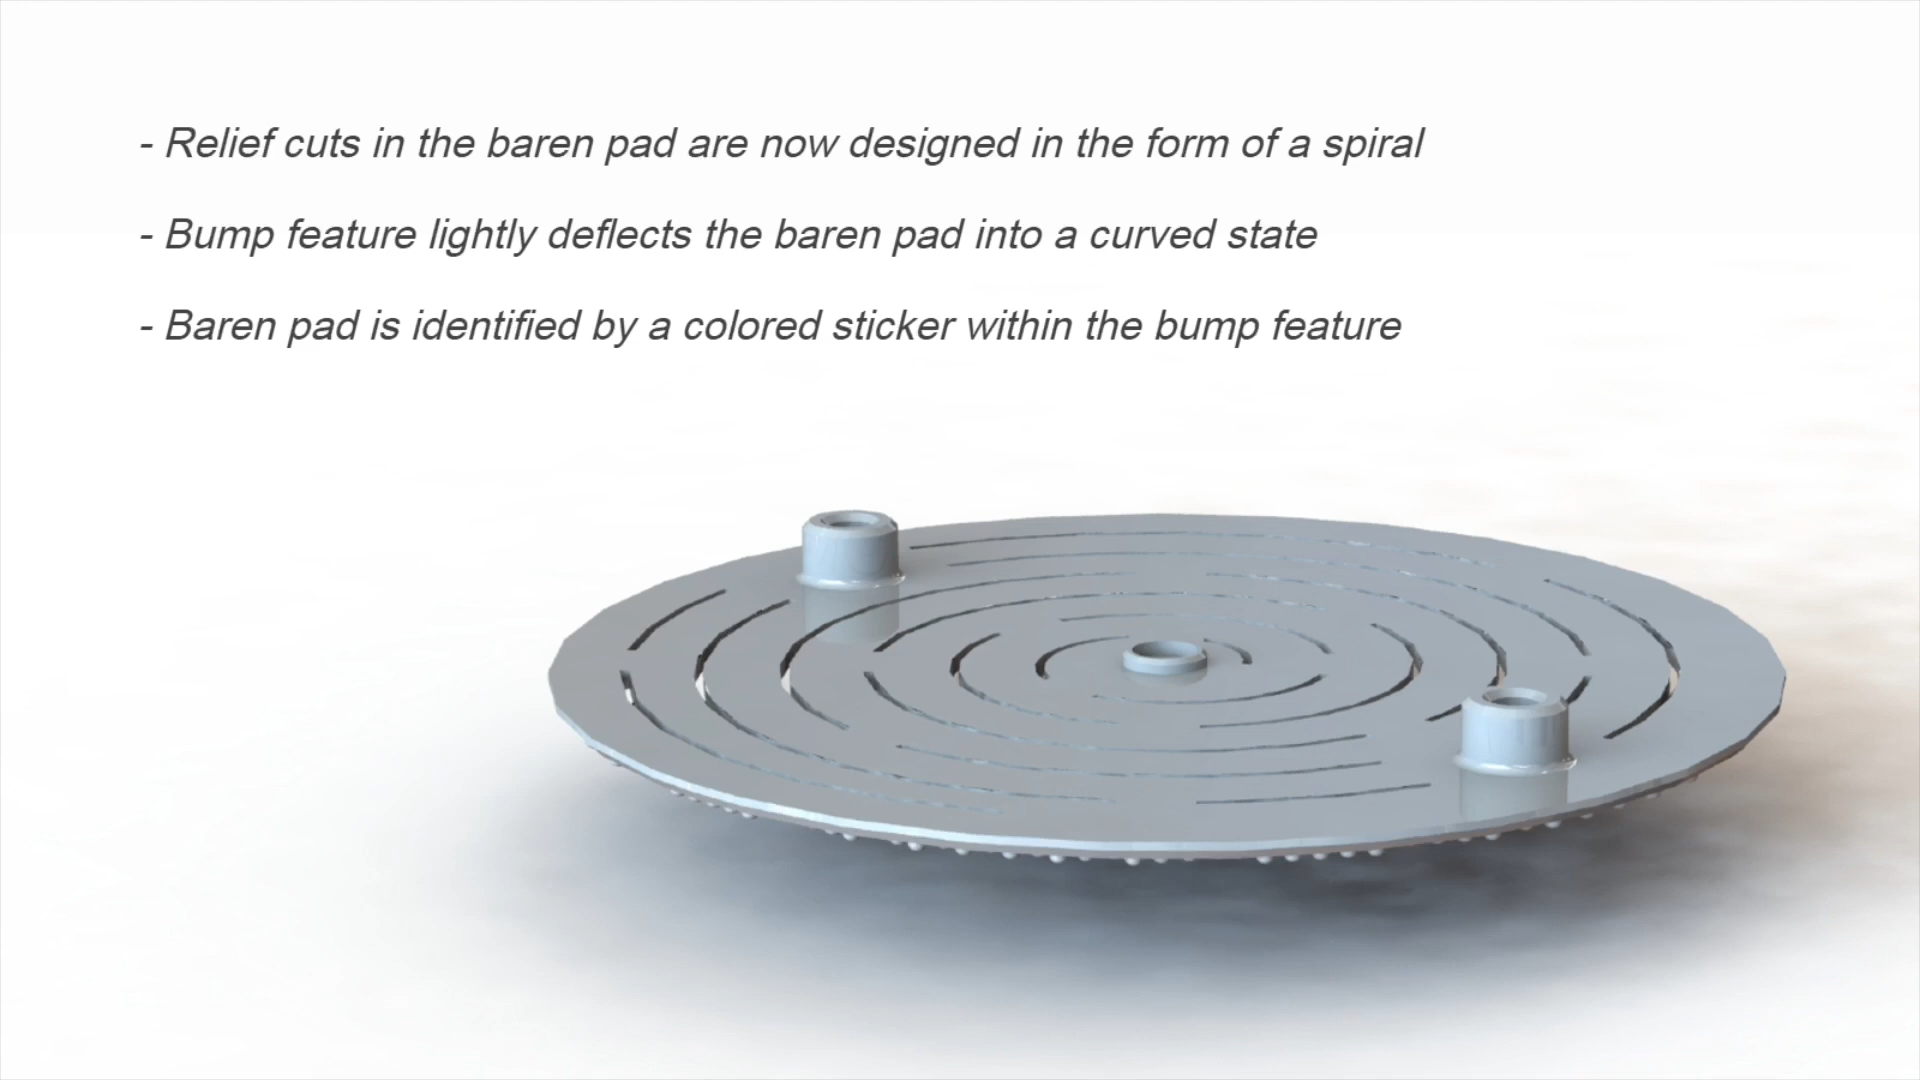 - Relief cuts in the baren pad are now designed in the form of a spiral
- Bump feature lightly deflects the baren pad into a curved state
- Baren pad is identified by a colored sticker within the bump feature